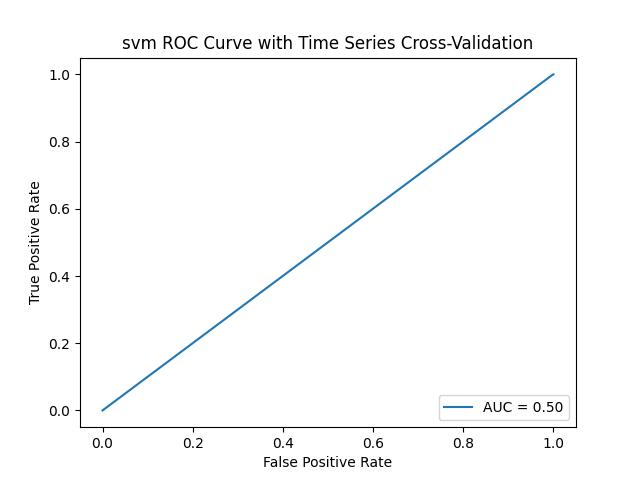 svm ROC Curve with Time Series Cross-Validation
1.0
0.8
0.6
0.4
0.2
0.0
True Positive Rate
AUC = 0.50
0.0 0.2 0.4 0.6 0.8 1.0
False Positive Rate